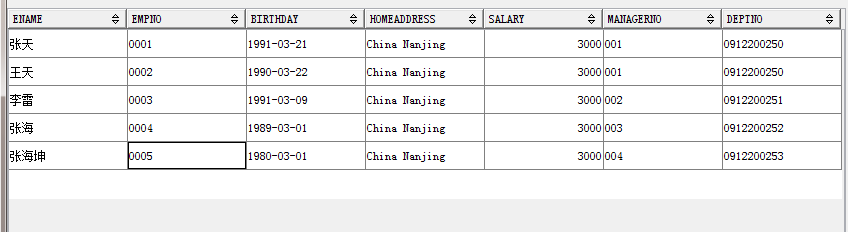 ENAME EMPNO BIRTHDAY HOMEADDRESS SALARY MANAGERNO DEPTNO
张天 0001 1991-03-21 China Nanjing 3000 001 0912200250
王天 0002 1990-03-22 China Nanjing 3000 001 0912200250
李雷 0003 1991-03-09 China Nanjing 3000 002 0912200251
张海 0004 1989-03-01 China Nanjing 3000 003 0912200252
张海坤 0005 1980-03-01 China Nanjing 3000 004 0912200253